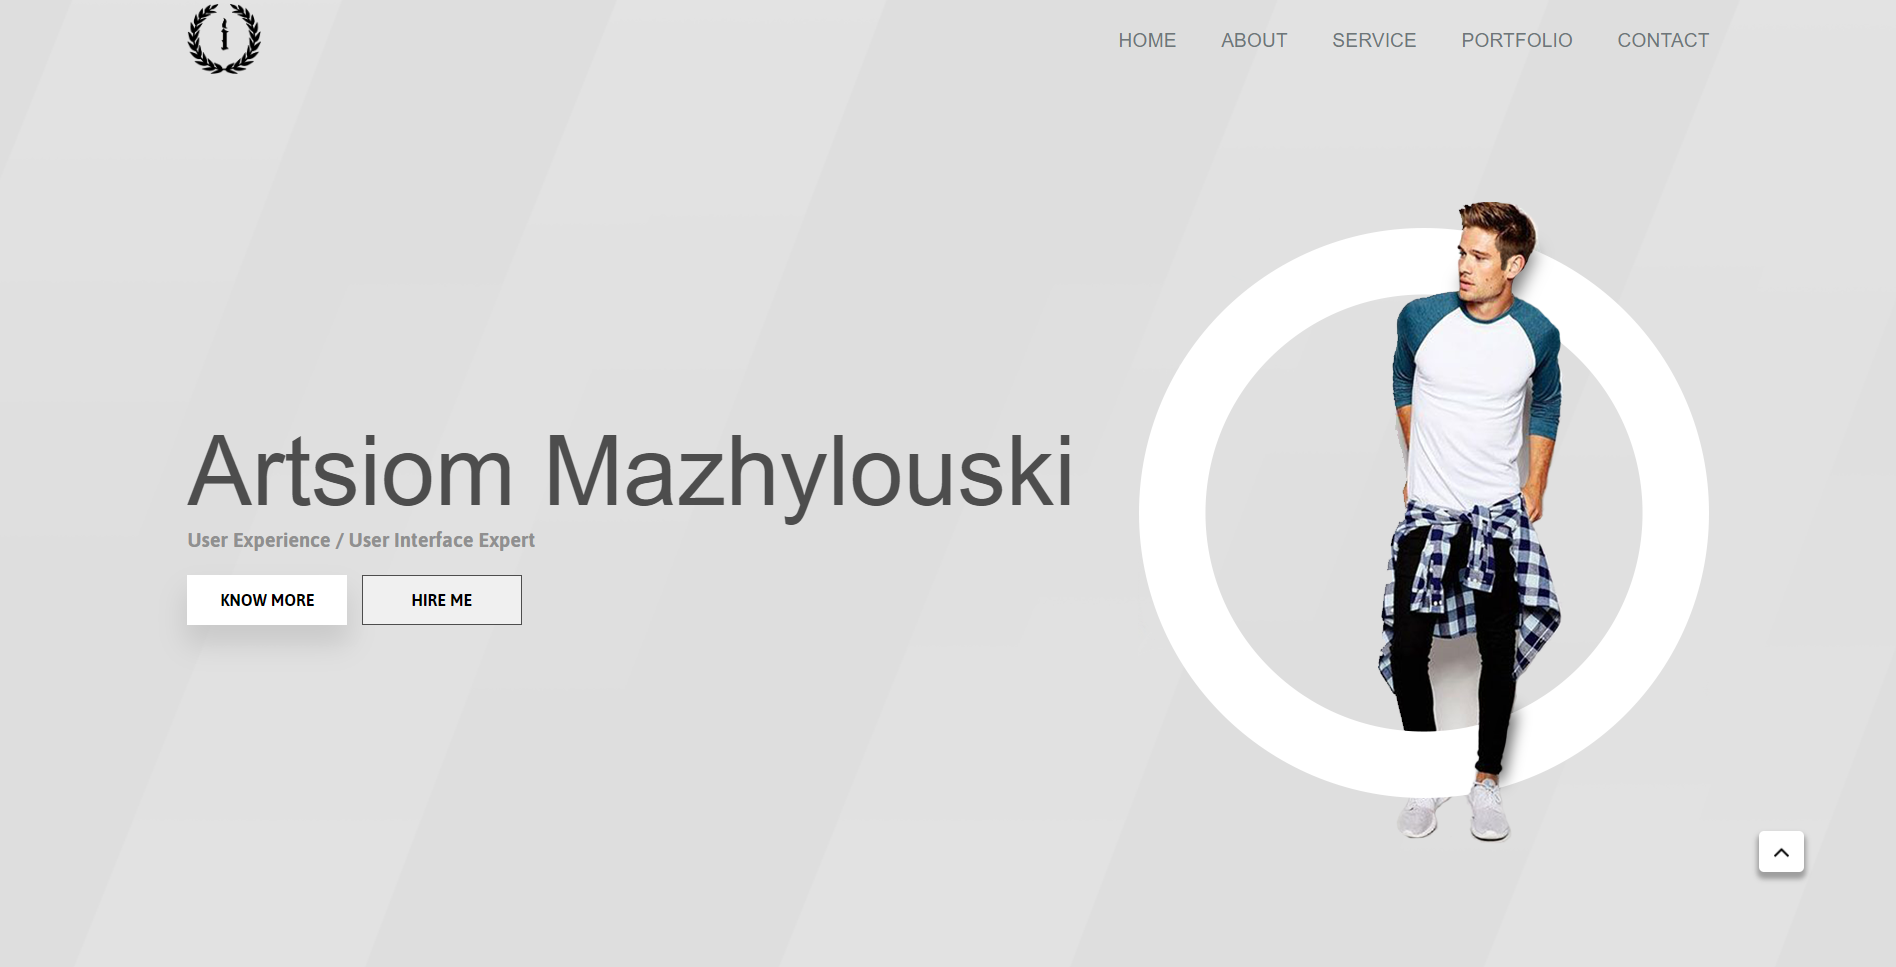 i
HOME ABOUT SERVICE PORTFOLIO CONTACT
Artsiom Mazhylouski
User Experience / User Interface Expert
KNOW MORE HIRE ME